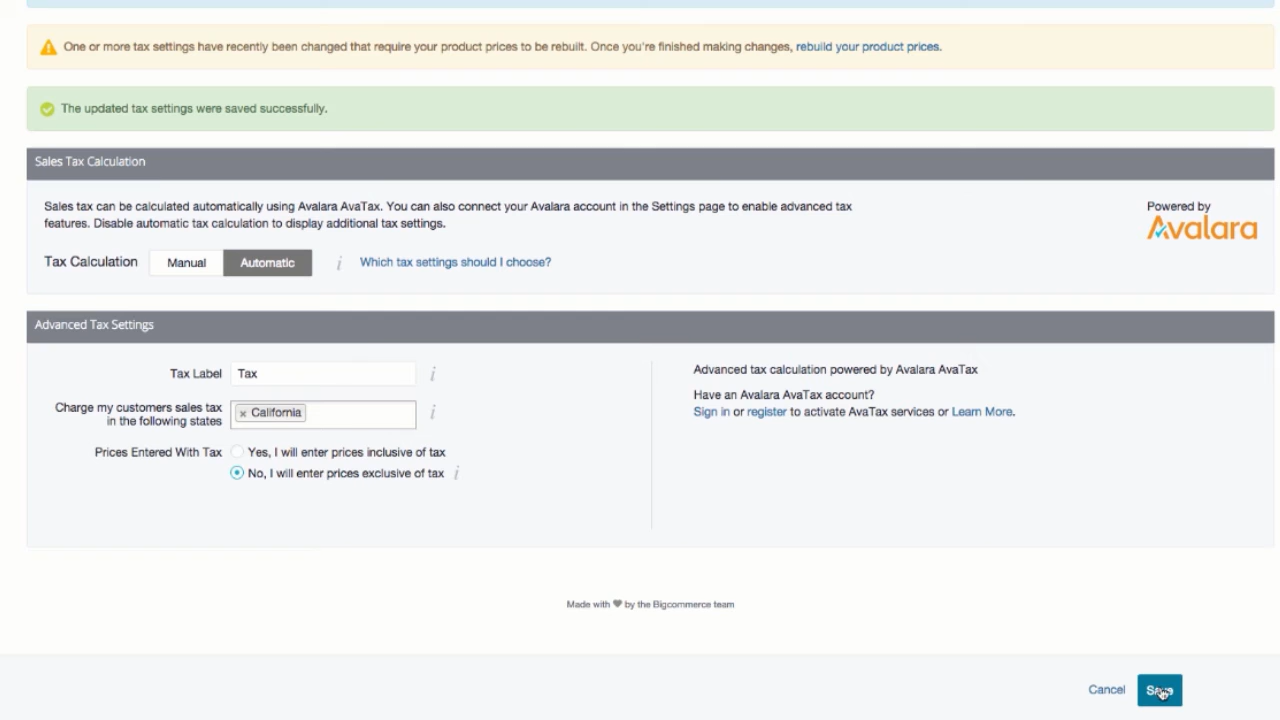 One or more tax settings have recently been changed that require your product prices to be rebuilt. Once you're finished making changes, rebuild your product prices.
The updated tax settings were saved successfully.
Sales Tax Calculation
Sales tax can be calculated automatically using Avalara AvaTax. You can also connect your Avalara account in the Settings page to enable advanced tax
features. Disable automatic tax calculation to display additional tax settings.
Powered by
Avalara
Tax Calculation Manual Automatic i Which tax settings should I choose?
Advanced Tax Settings
Tax Label Tax i
Charge my customers sales tax
in the following states
× California i
Prices Entered With Tax Yes, I will enter prices inclusive of tax
No, I will enter prices exclusive of tax i
Advanced tax calculation powered by Avalara AvaTax
Have an Avalara AvaTax account?
Sign in or register to activate AvaTax services or Learn More.
Made with ♥ by the Bigcommerce team
Cancel Save